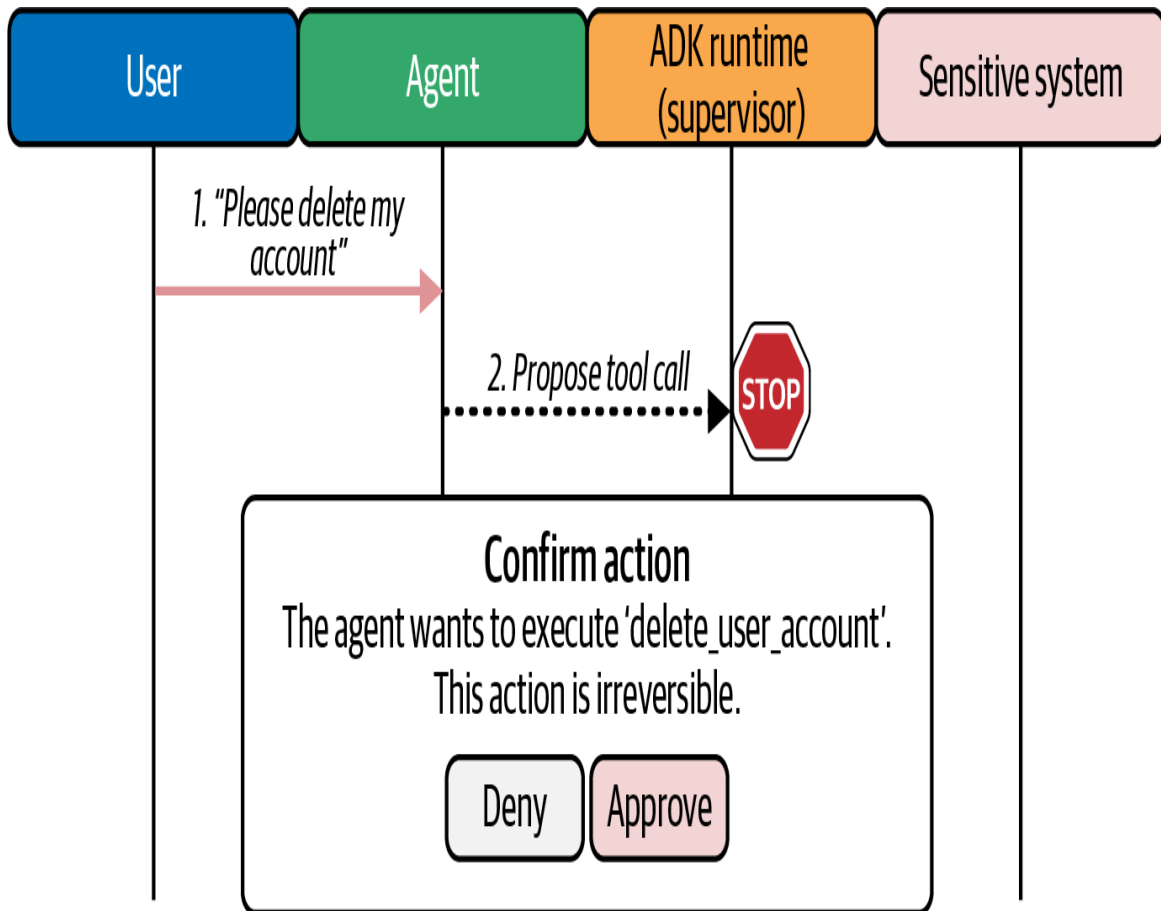 User
Agent
ADK runtime
(supervisor)
Sensitive system
1. “Please delete my
account”
2. Propose tool call
STOP
Confirm action
The agent wants to execute ‘delete_user_account’.
This action is irreversible.
Deny
Approve